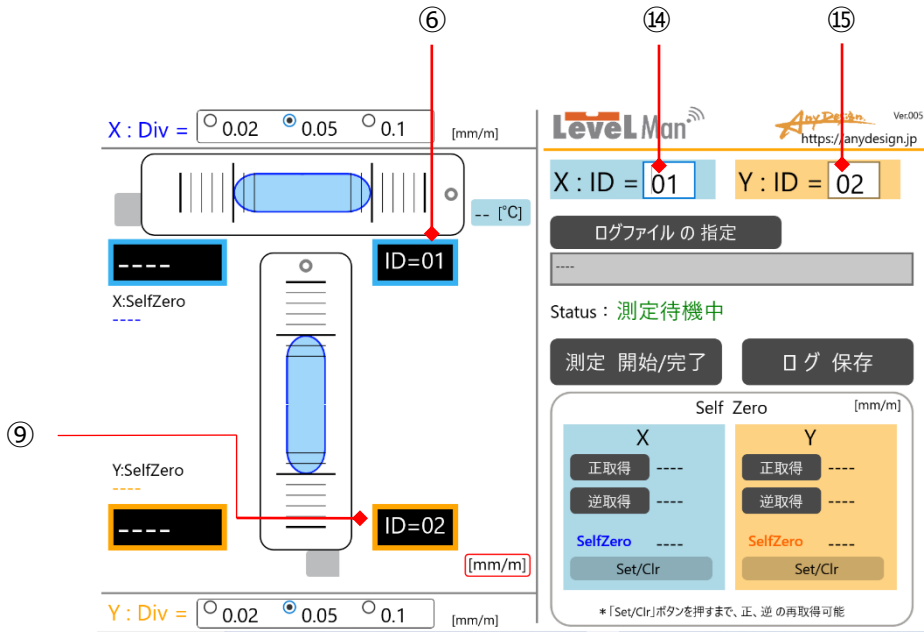 ⑥
⑭
⑮
X : Div = 0.02 0.05 0.1 [mm/m]
-- [℃]
---- ID=01
X:SelfZero
----
⑨
Y:SelfZero
----
---- ID=02
[mm/m]
Y : Div = 0.02 0.05 0.1 [mm/m]
LeveL Man
AnyDesign Ver.005
https://anydesign.jp
X : ID = 01 Y : ID = 02
ログファイル の 指定
----
Status : 測定待機中
測定 開始/完了 ログ 保存
Self Zero [mm/m]
X Y
正取得 ---- 正取得 ----
逆取得 ---- 逆取得 ----
SelfZero ---- SelfZero ----
Set/Clr Set/Clr
*「Set/Clr」ボタンを押すまで、正、逆 の再取得可能